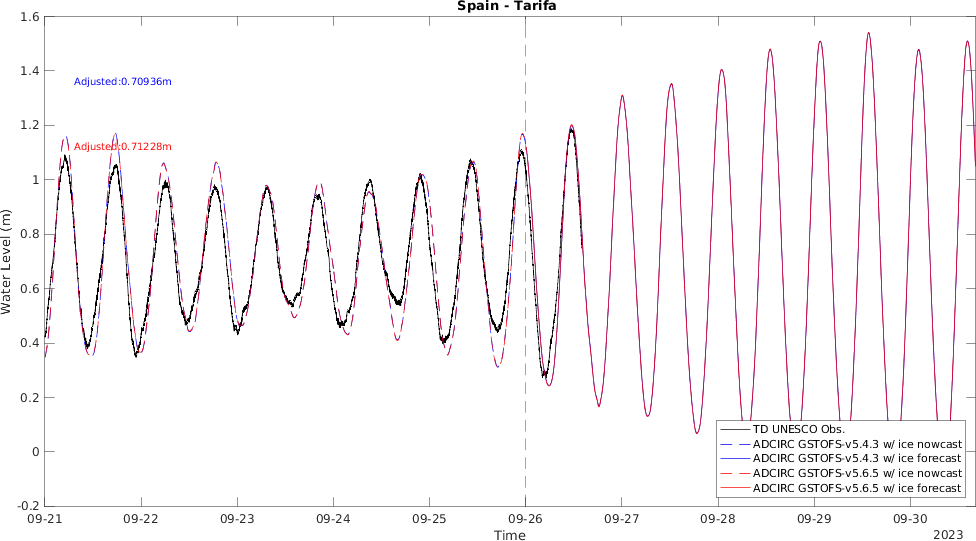 Spain - Tarifa
1.6
1.4
1.2
1
0.8
0.6
0.4
0.2
0
-0.2
Water Level (m)
Adjusted:0.70936m
Adjusted:0.71228m
TD UNESCO Obs.
ADCIRC GSTOFS-v5.4.3 w/ ice nowcast
ADCIRC GSTOFS-v5.4.3 w/ ice forecast
ADCIRC GSTOFS-v5.6.5 w/ ice nowcast
ADCIRC GSTOFS-v5.6.5 w/ ice forecast
09-21 09-22 09-23 09-24 09-25 09-26 09-27 09-28 09-29 09-30
Time
2023